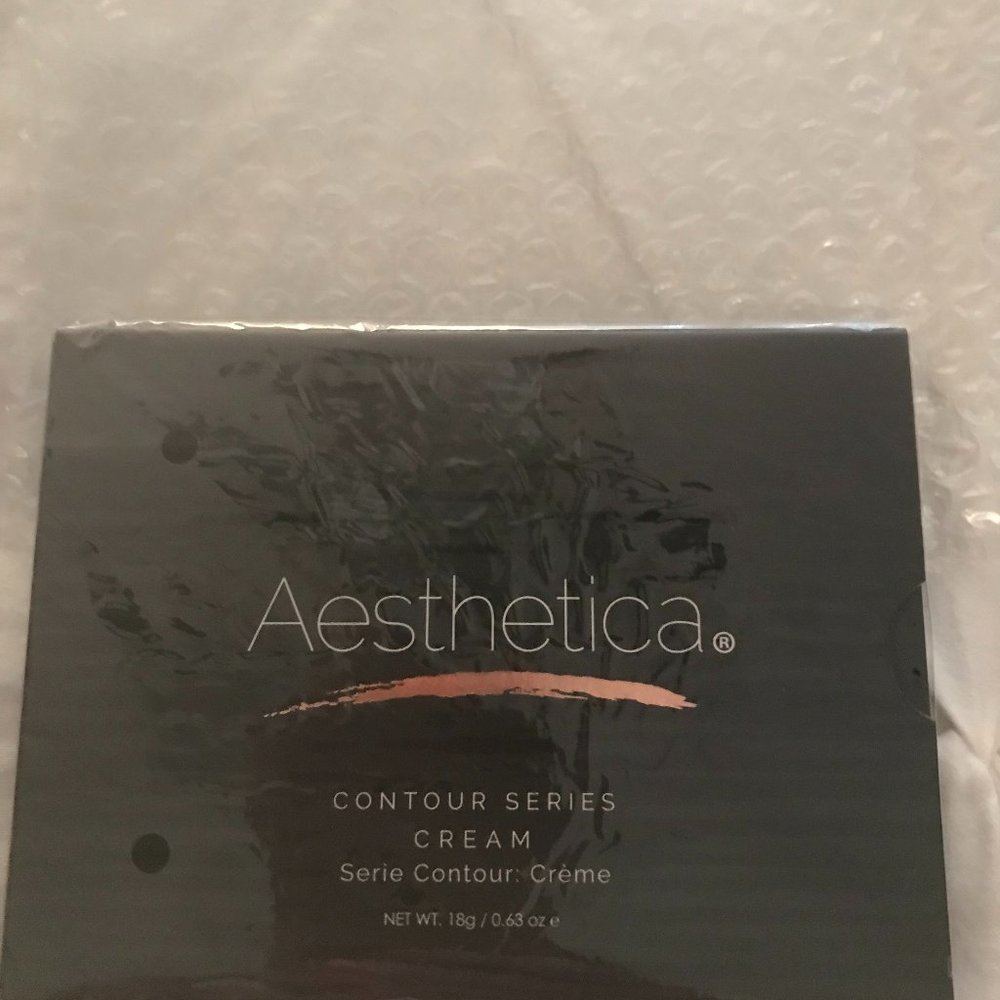 Aesthetica®
CONTOUR SERIES
CREAM
Serie Contour: Crème
NET WT. 18g / 0.63 oz e